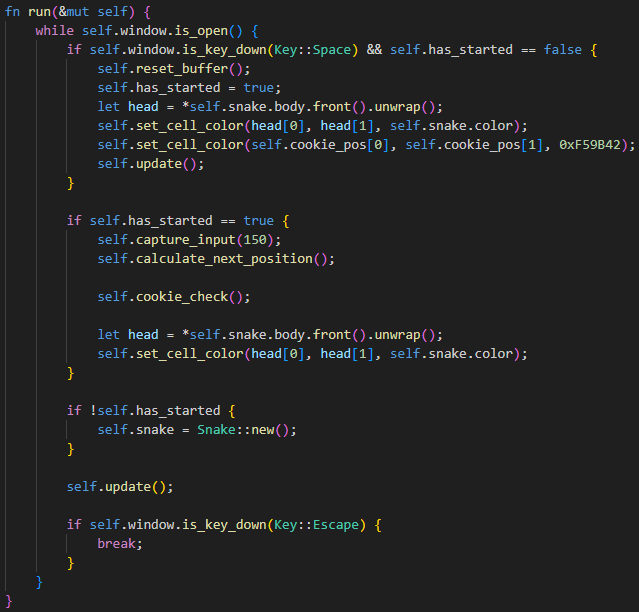 fn run(&mut self) {
    while self.window.is_open() {
        if self.window.is_key_down(Key::Space) && self.has_started == false {
            self.reset_buffer();
            self.has_started = true;
            let head = *self.snake.body.front().unwrap();
            self.set_cell_color(head[0], head[1], self.snake.color);
            self.set_cell_color(self.cookie_pos[0], self.cookie_pos[1], 0xF59B42);
            self.update();
        }

        if self.has_started == true {
            self.capture_input(150);
            self.calculate_next_position();

            self.cookie_check();

            let head = *self.snake.body.front().unwrap();
            self.set_cell_color(head[0], head[1], self.snake.color);
        }

        if !self.has_started {
            self.snake = Snake::new();
        }

        self.update();

        if self.window.is_key_down(Key::Escape) {
            break;
        }
    }
}